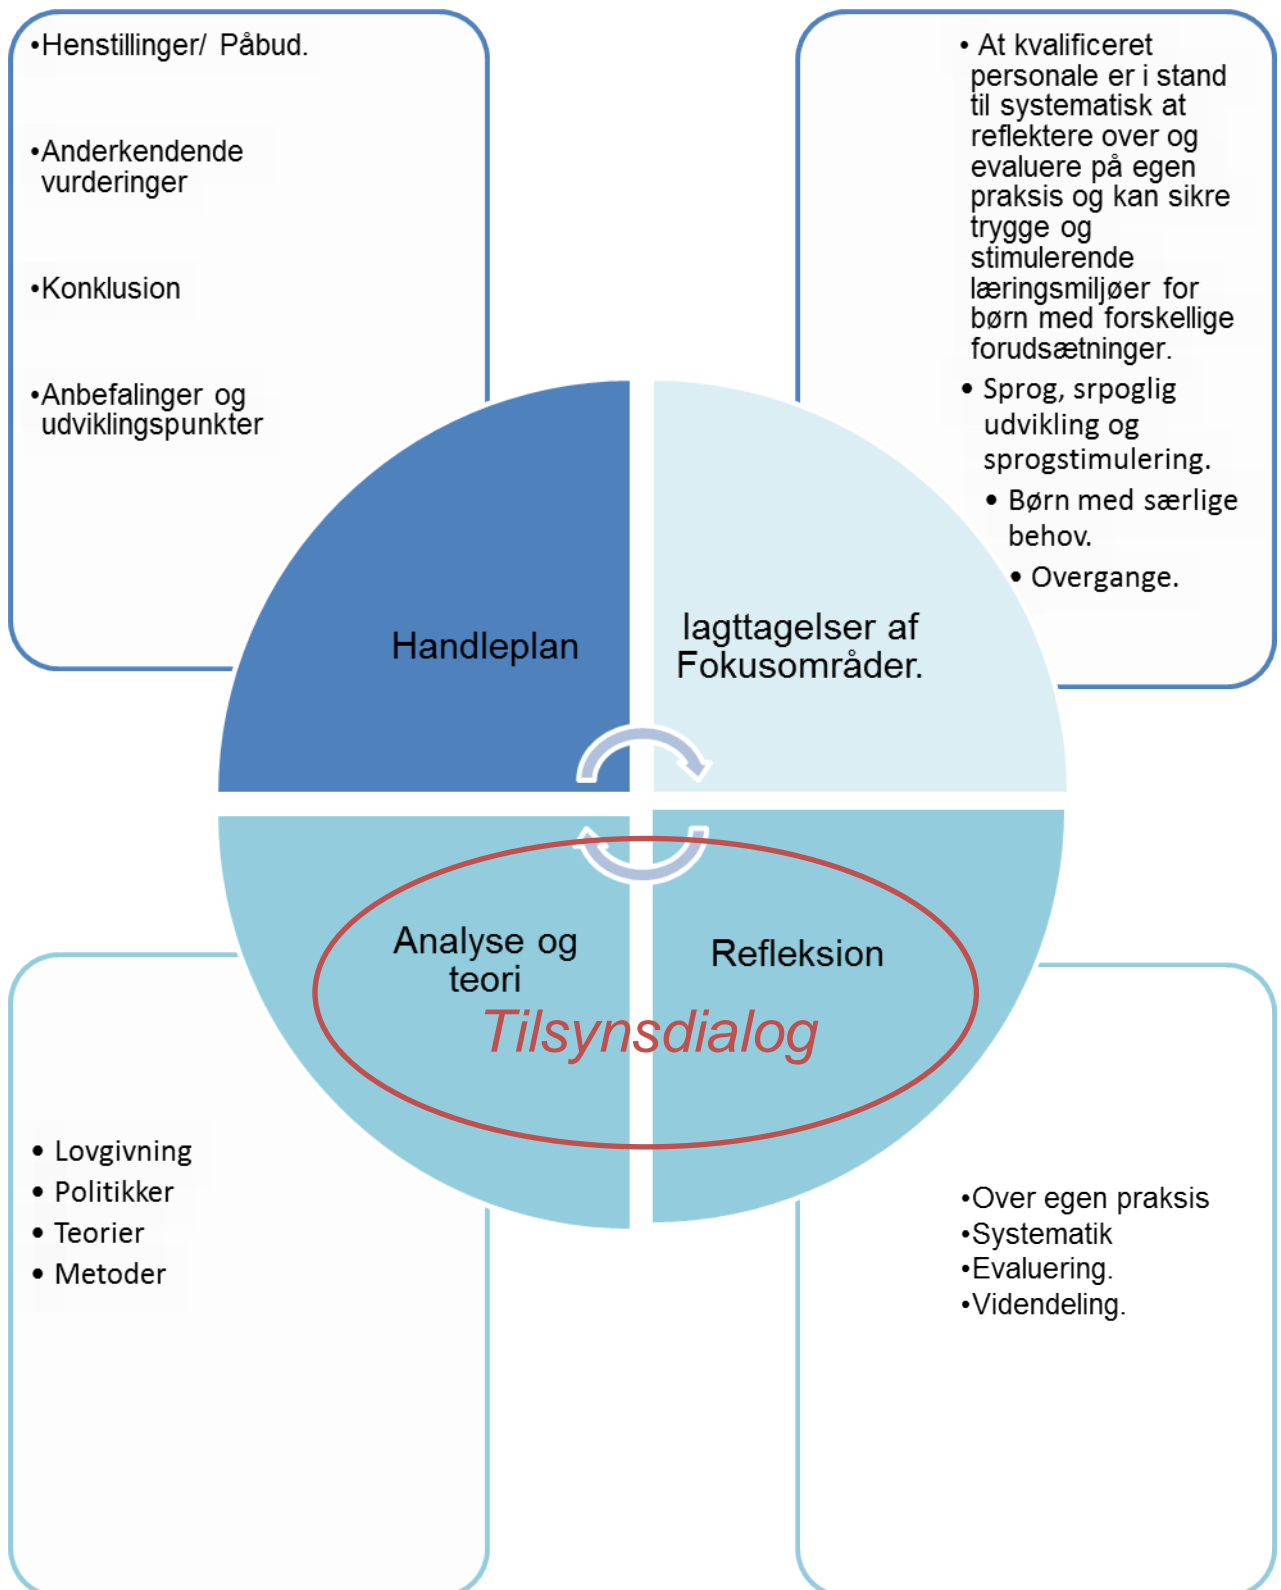 •Henstillinger/ Påbud.
•Anderkendende
vurderinger
•Konklusion
•Anbefalinger og
udviklingspunkter
• At kvalificeret
personale er i stand
til systematisk at
reflektere over og
evaluere på egen
praksis og kan sikre
trygge og
stimulerende
læringsmiljøer for
børn med forskellige
forudsætninger.
• Sprog, srpoglig
udvikling og
sprogstimulering.
• Børn med særlige
behov.
• Overgange.
Handleplan
Iagttagelser af
Fokusområder.
Analyse og
teori
Refleksion
Tilsynsdialog
• Lovgivning
• Politikker
• Teorier
• Metoder
•Over egen praksis
•Systematik
•Evaluering.
•Videndeling.